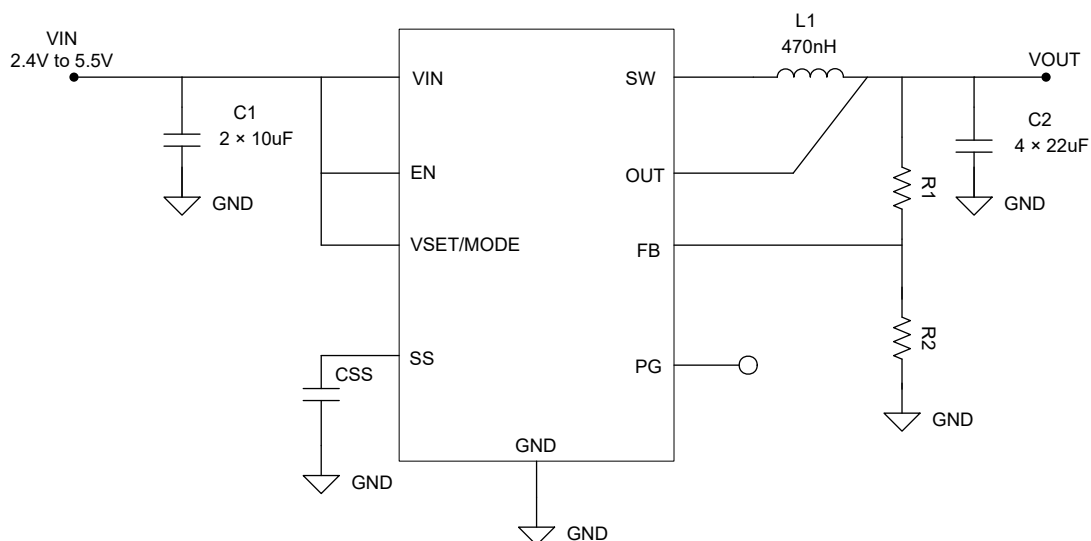 VIN
2.4V to 5.5V
C1
2 × 10uF
GND
VIN
EN
VSET/MODE
SS
CSS
GND
SW
OUT
FB
PG
GND
GND
L1
470nH
VOUT
C2
4 × 22uF
GND
R1
R2
GND